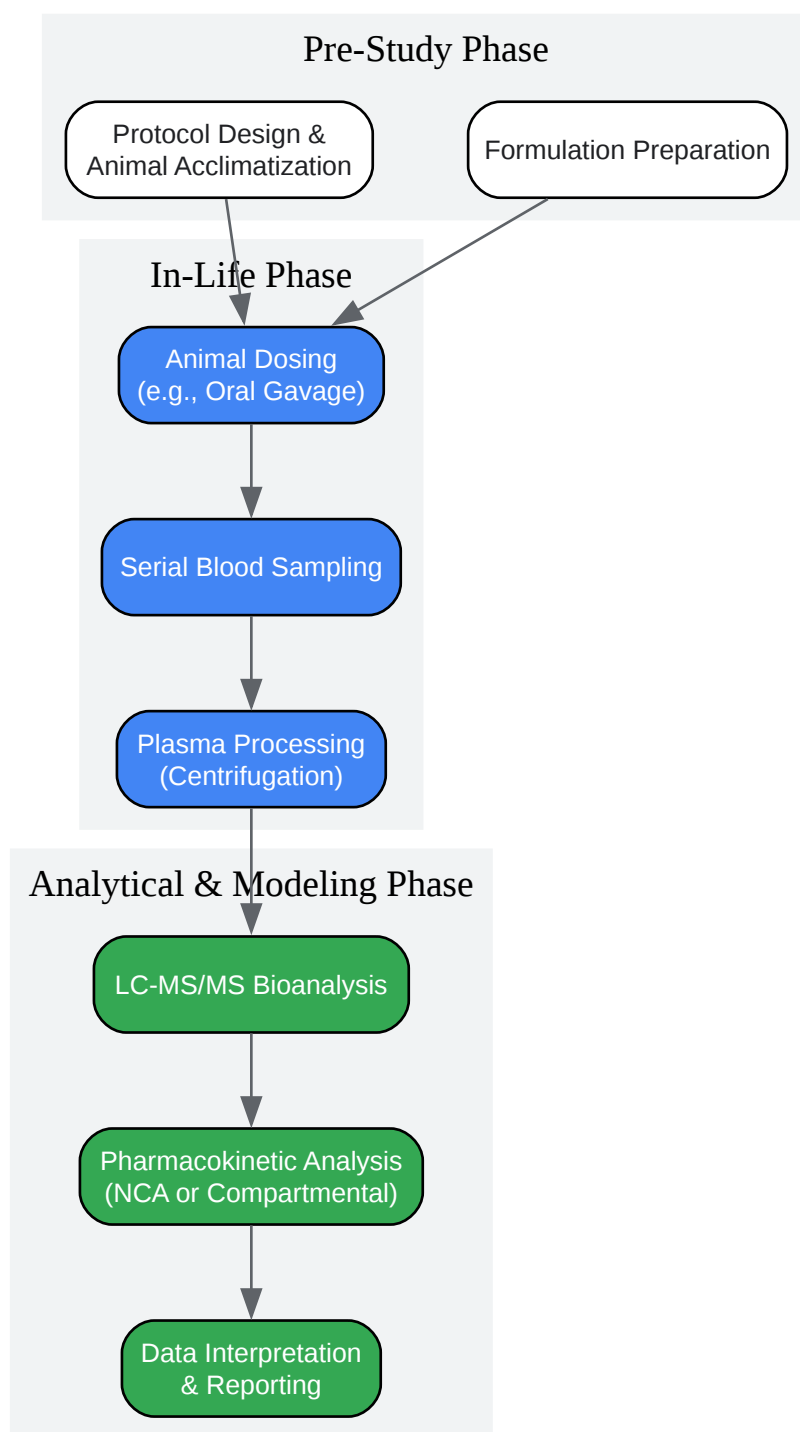 Pre-Study Phase
Protocol Design &
Animal Acclimatization
Formulation Preparation
In-Life Phase
Animal Dosing
(e.g., Oral Gavage)
Serial Blood Sampling
Plasma Processing
(Centrifugation)
Analytical & Modeling Phase
LC-MS/MS Bioanalysis
Pharmacokinetic Analysis
(NCA or Compartmental)
Data Interpretation
& Reporting